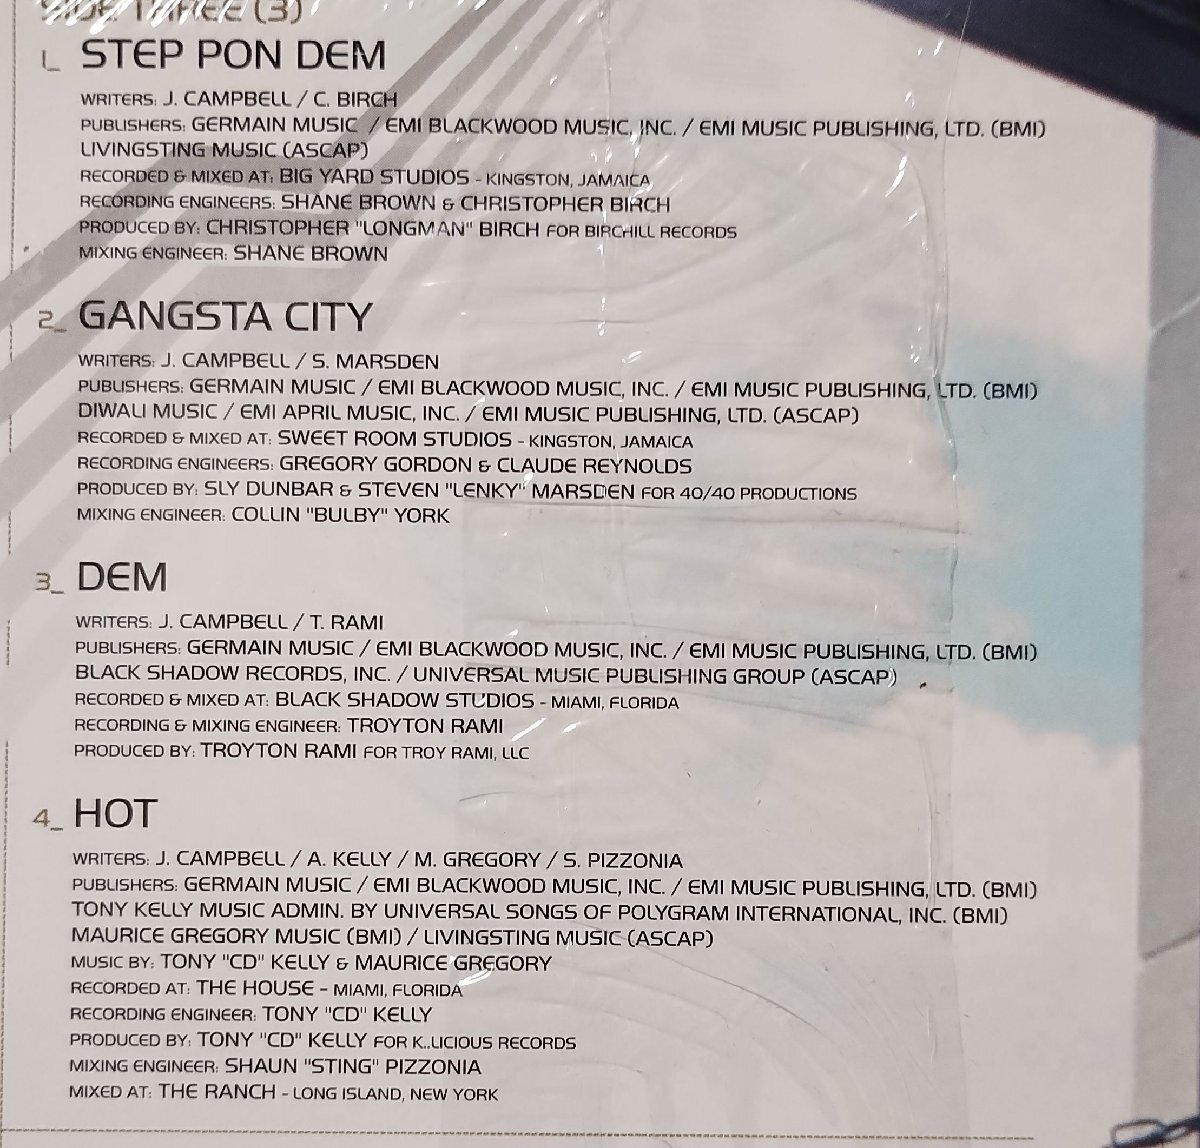 SIDE THREE (3)
1_ STEP PON DEM
WRITERS: J. CAMPBELL / C. BIRCH
PUBLISHERS: GERMAIN MUSIC / EMI BLACKWOOD MUSIC, INC. / EMI MUSIC PUBLISHING, LTD. (BMI)
LIVINGSTING MUSIC (ASCAP)
RECORDED & MIXED AT: BIG YARD STUDIOS - KINGSTON, JAMAICA
RECORDING ENGINEERS: SHANE BROWN & CHRISTOPHER BIRCH
PRODUCED BY: CHRISTOPHER "LONGMAN" BIRCH FOR BIRCHILL RECORDS
MIXING ENGINEER: SHANE BROWN
2_ GANGSTA CITY
WRITERS: J. CAMPBELL / S. MARSDEN
PUBLISHERS: GERMAIN MUSIC / EMI BLACKWOOD MUSIC, INC. / EMI MUSIC PUBLISHING, LTD. (BMI)
DIWALI MUSIC / EMI APRIL MUSIC, INC. / EMI MUSIC PUBLISHING, LTD. (ASCAP)
RECORDED & MIXED AT: SWEET ROOM STUDIOS - KINGSTON, JAMAICA
RECORDING ENGINEERS: GREGORY GORDON & CLAUDE REYNOLDS
PRODUCED BY: SLY DUNBAR & STEVEN "LENKY" MARSDEN FOR 40/40 PRODUCTIONS
MIXING ENGINEER: COLLIN "BULBY" YORK
3_ DEM
WRITERS: J. CAMPBELL / T. RAMI
PUBLISHERS: GERMAIN MUSIC / EMI BLACKWOOD MUSIC, INC. / EMI MUSIC PUBLISHING, LTD. (BMI)
BLACK SHADOW RECORDS, INC. / UNIVERSAL MUSIC PUBLISHING GROUP (ASCAP)
RECORDED & MIXED AT: BLACK SHADOW STUDIOS - MIAMI, FLORIDA
RECORDING & MIXING ENGINEER: TROYTON RAMI
PRODUCED BY: TROYTON RAMI FOR TROY RAMI, LLC
4_ HOT
WRITERS: J. CAMPBELL / A. KELLY / M. GREGORY / S. PIZZONIA
PUBLISHERS: GERMAIN MUSIC / EMI BLACKWOOD MUSIC, INC. / EMI MUSIC PUBLISHING, LTD. (BMI)
TONY KELLY MUSIC ADMIN. BY UNIVERSAL SONGS OF POLYGRAM INTERNATIONAL, INC. (BMI)
MAURICE GREGORY MUSIC (BMI) / LIVINGSTING MUSIC (ASCAP)
MUSIC BY: TONY "CD" KELLY & MAURICE GREGORY
RECORDED AT: THE HOUSE - MIAMI, FLORIDA
RECORDING ENGINEER: TONY "CD" KELLY
PRODUCED BY: TONY "CD" KELLY FOR K..LICIOUS RECORDS
MIXING ENGINEER: SHAUN "STING" PIZZONIA
MIXED AT: THE RANCH - LONG ISLAND, NEW YORK